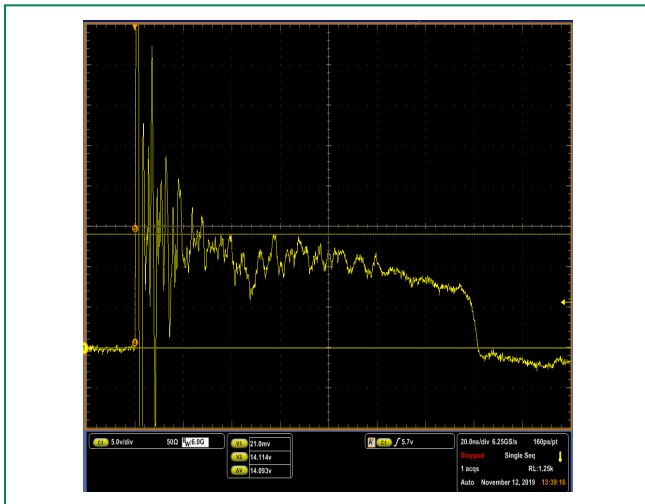 C1 5.0v/div 50Ω BW:6.0G
V1 21.0mv
V2 14.114v
ΔV 14.093v
A' C1 5.7v
20.0ns/div 6.25GS/s 160ps/pt
Stopped Single Seq
1 acqs RL:1.25k
Auto November 12, 2019 13:39:16